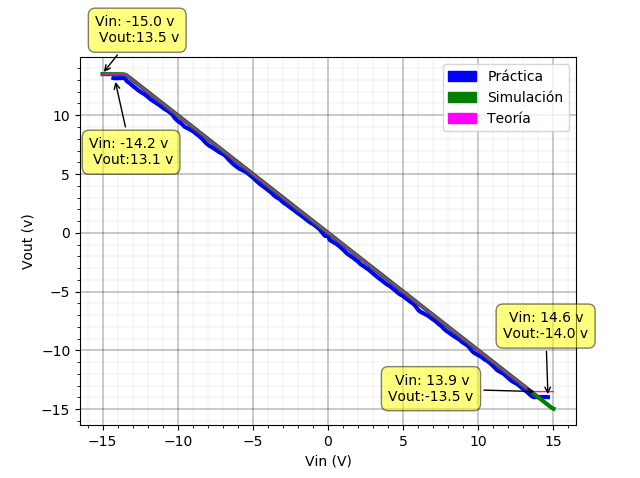 Vin: -15.0 v
Vout:13.5 v
Práctica
Simulación
Teoría
Vin: -14.2 v
Vout:13.1 v
Vin: 14.6 v
Vout:-14.0 v
Vin: 13.9 v
Vout:-13.5 v
10
5
0
−5
−10
−15
Vout (v)
−15 −10 −5 0 5 10 15
Vin (V)